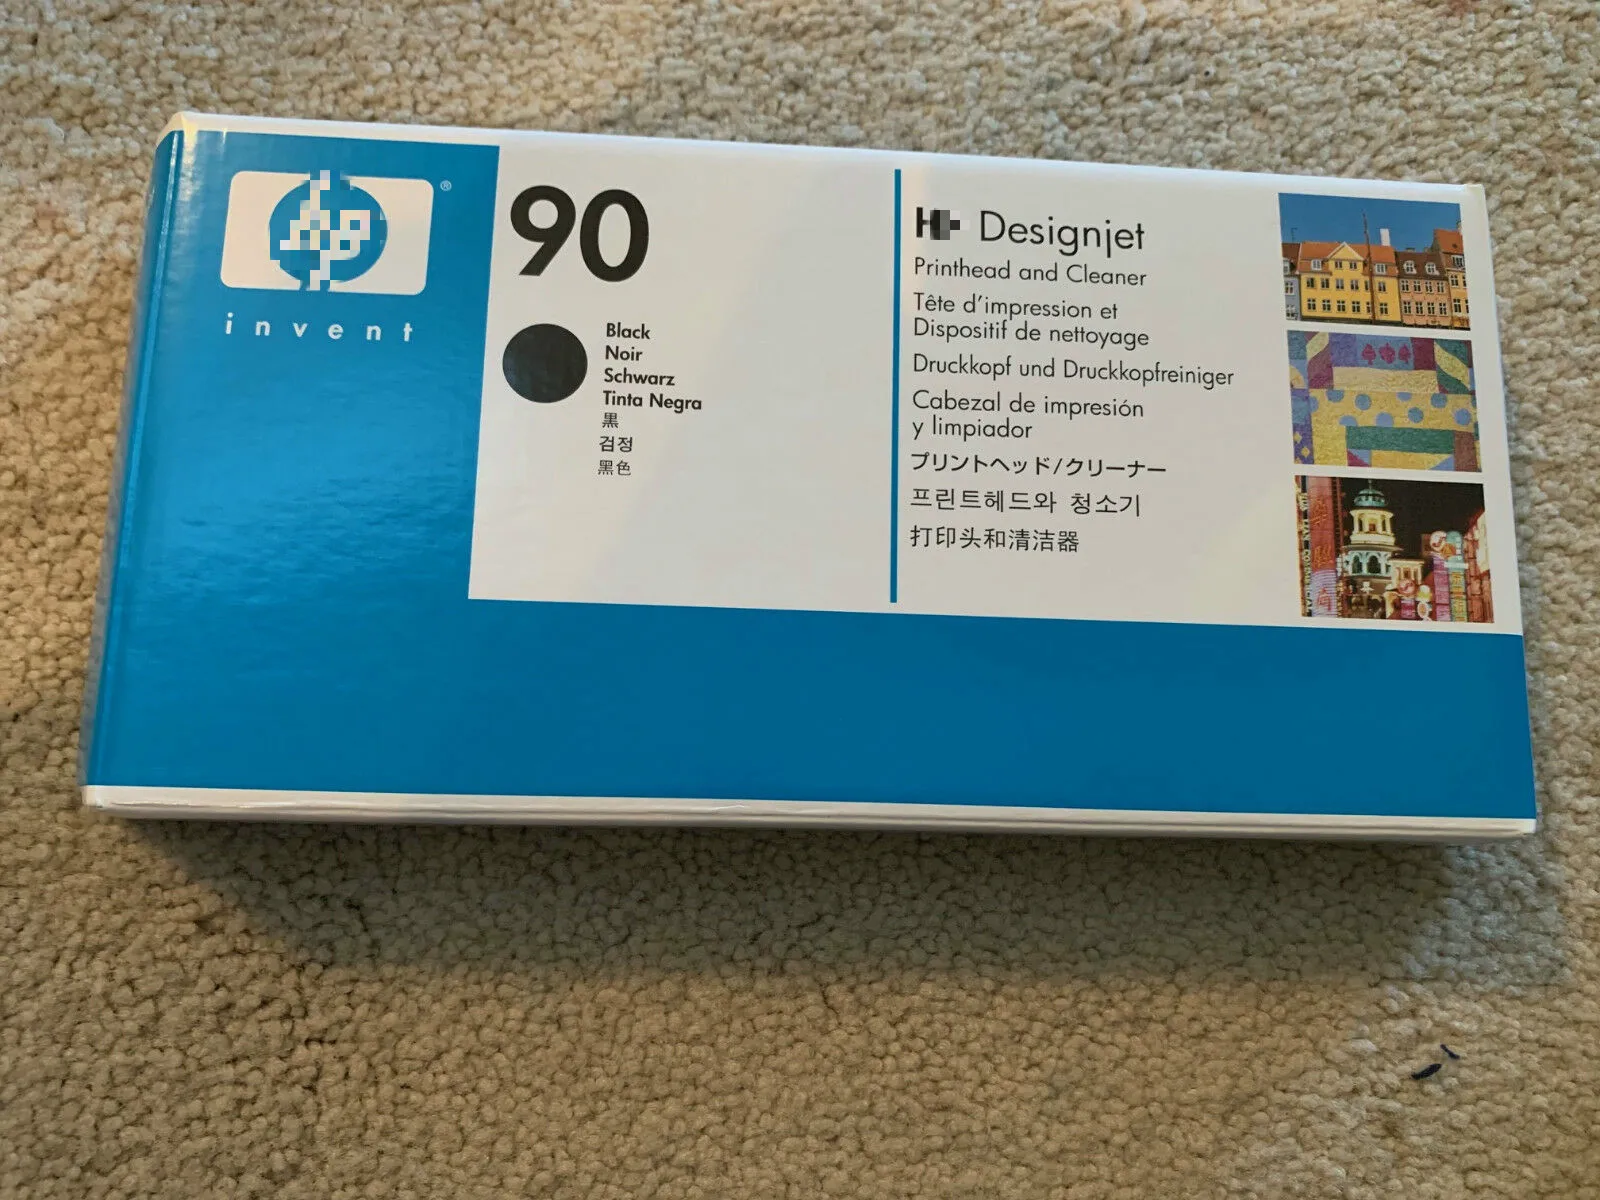 ®
invent
90
Black
Noir
Schwarz
Tinta Negra
黒
검정
黑色
Designjet
Printhead and Cleaner
Tête d'impression et
Dispositif de nettoyage
Druckkopf und Druckkopfreiniger
Cabezal de impresión
y limpiador
プリントヘッド/クリーナー
프린트헤드와 청소기
打印头和清洁器